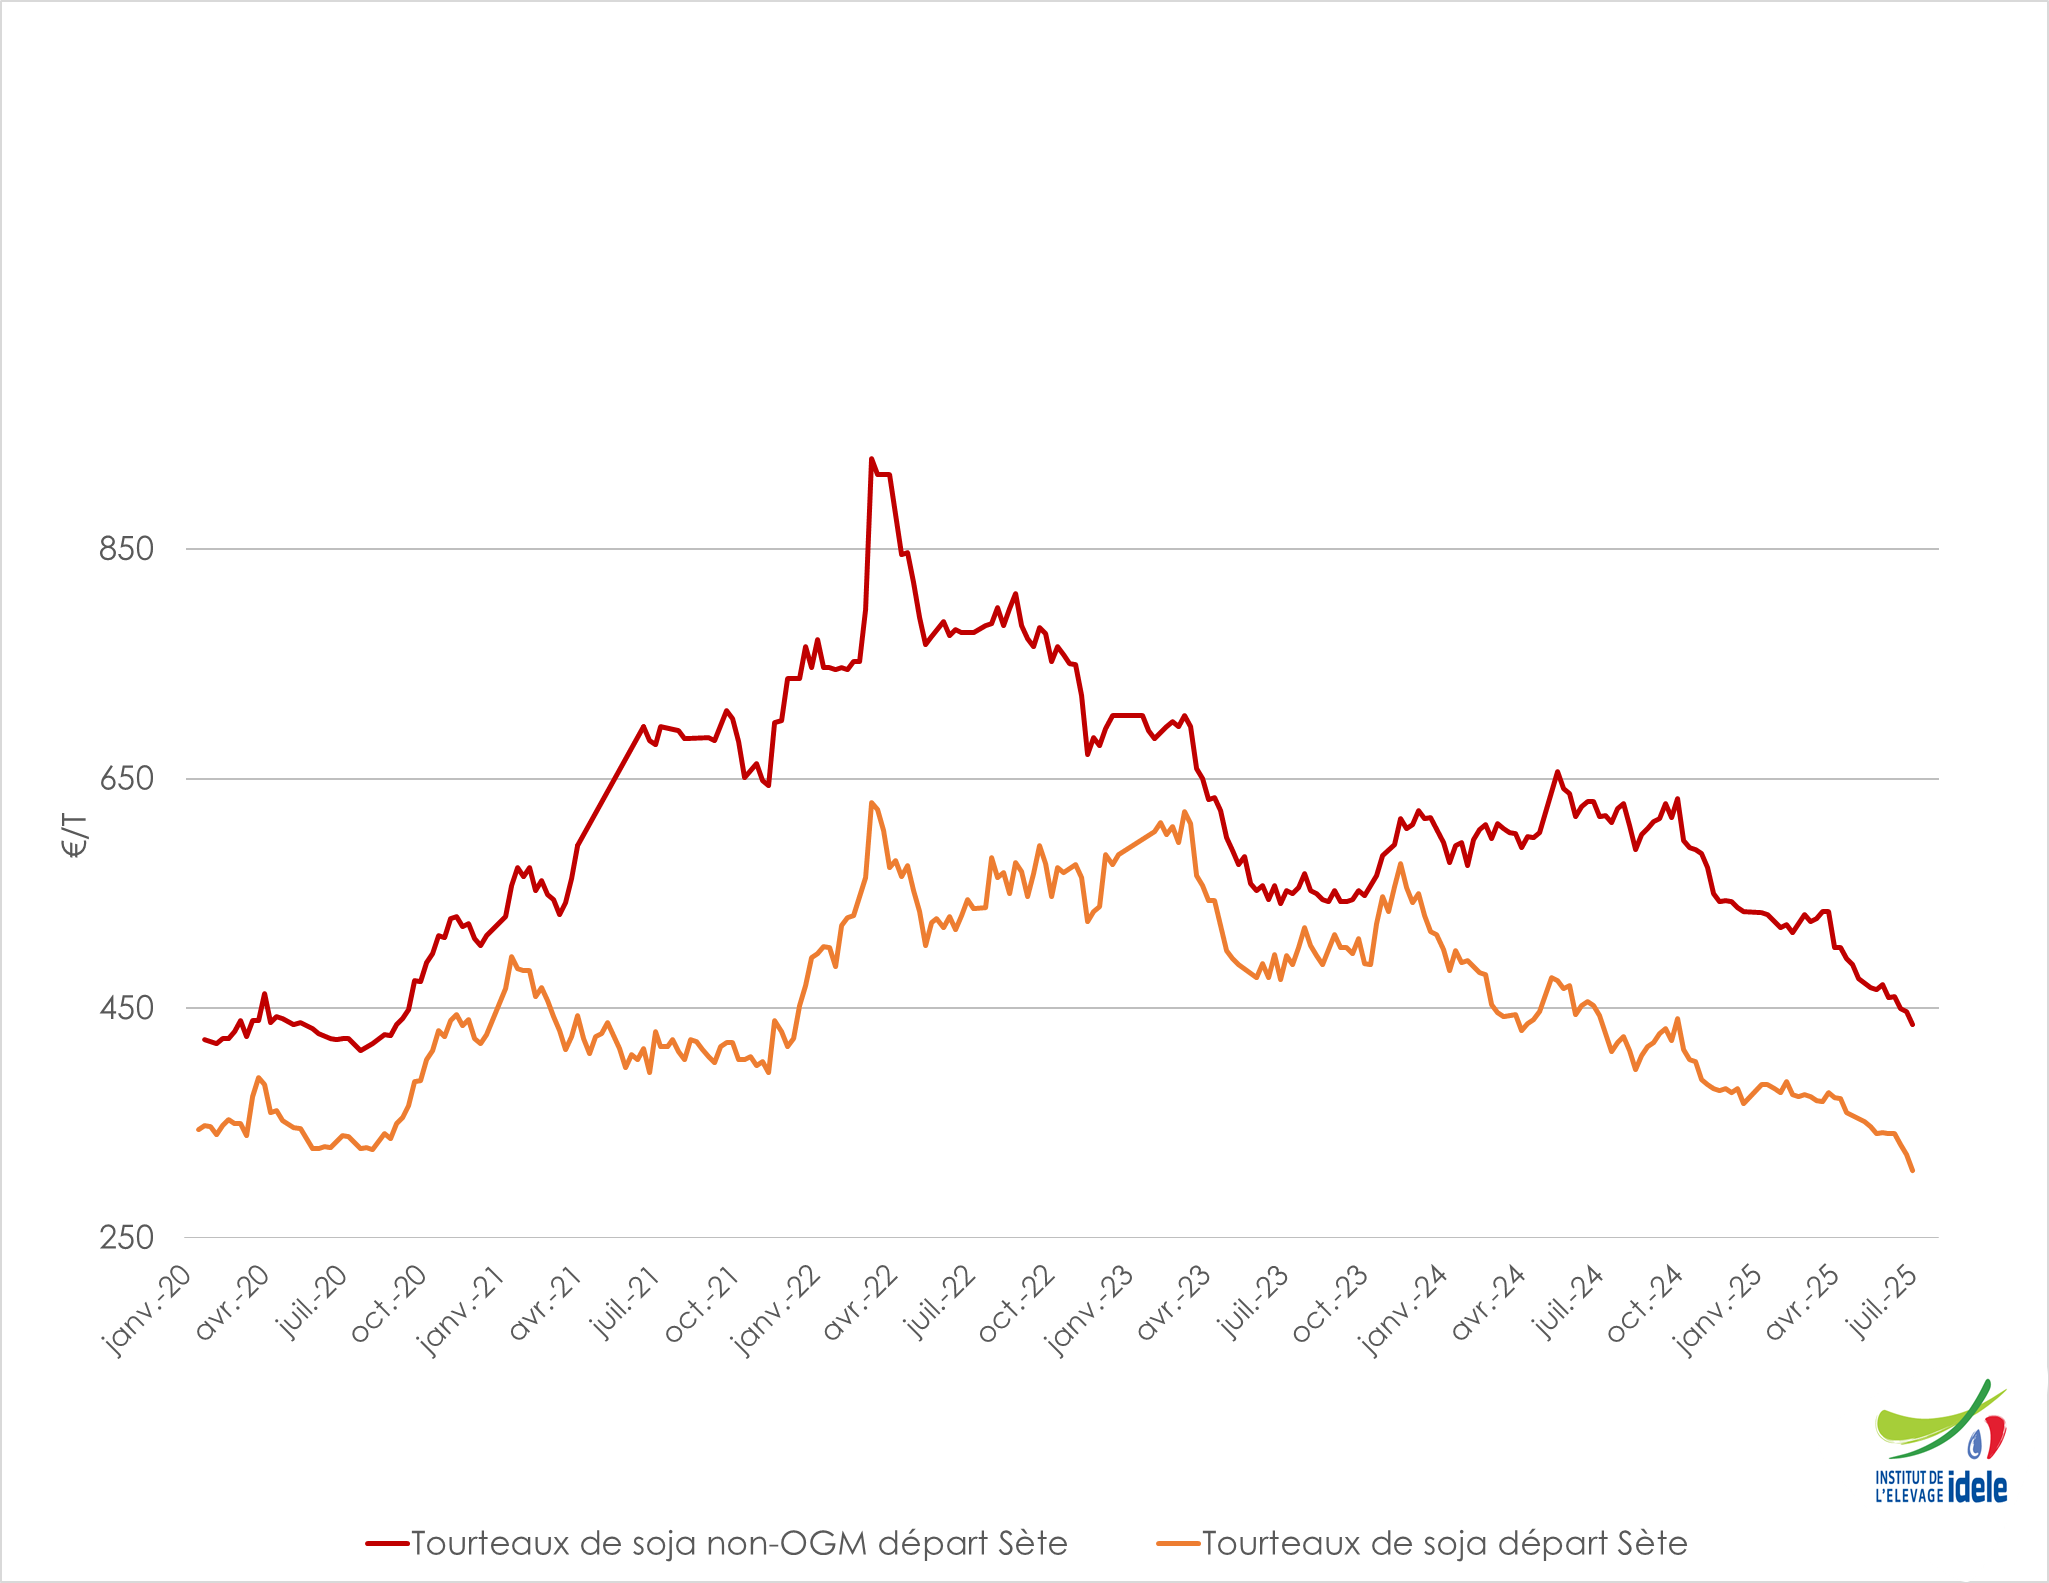 850
650
450
250
€/T
janv.-20
avr.-20
juil.-20
oct.-20
janv.-21
avr.-21
juil.-21
oct.-21
janv.-22
avr.-22
juil.-22
oct.-22
janv.-23
avr.-23
juil.-23
oct.-23
janv.-24
avr.-24
juil.-24
oct.-24
janv.-25
avr.-25
juil.-25
INSTITUT DE
L'ELEVAGE idele
Tourteaux de soja non-OGM départ Sète
Tourteaux de soja départ Sète